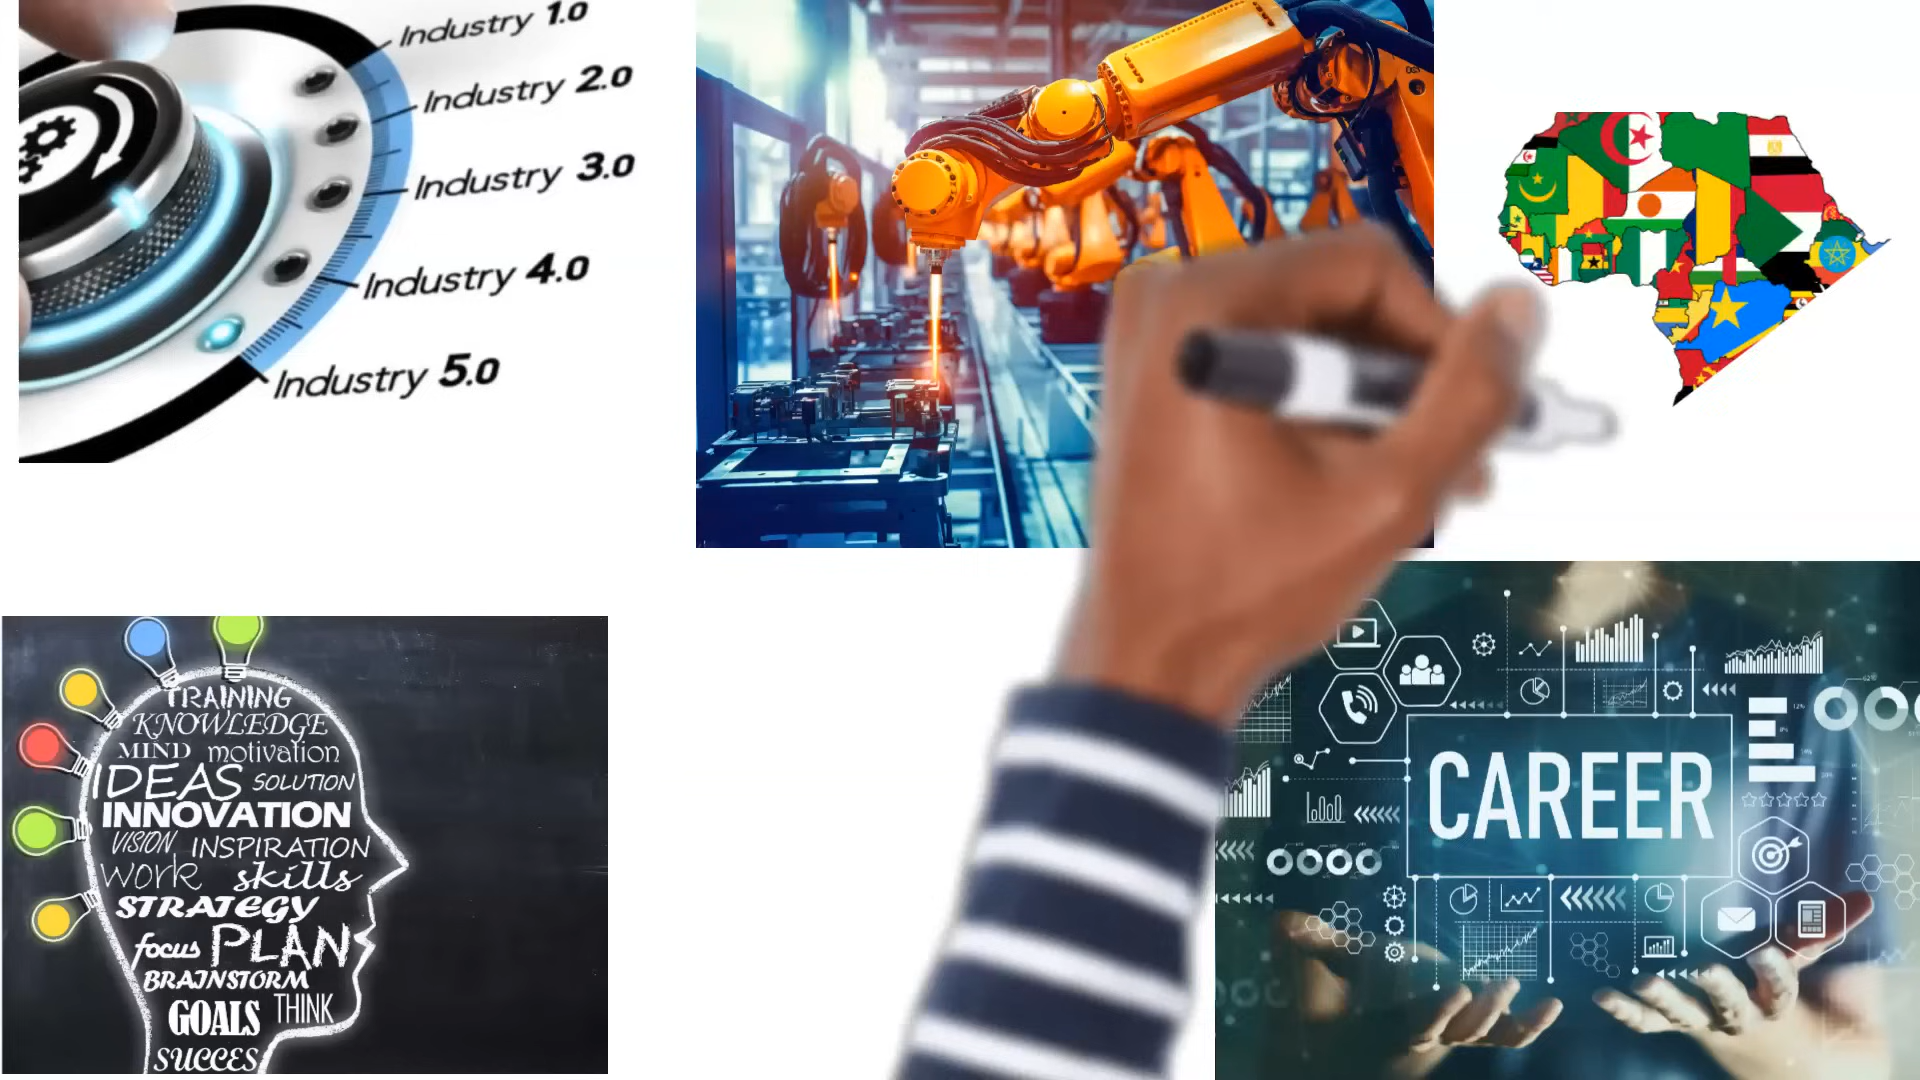 Industry 1.0
Industry 2.0
Industry 3.0
Industry 4.0
Industry 5.0
TRAINING
KNOWLEDGE
MIND motivation
IDEAS SOLUTION
INNOVATION
VISION INSPIRATION
work skills
STRATEGY
focus PLAN
BRAINSTORM
GOALS THINK
SUCCES
CAREER